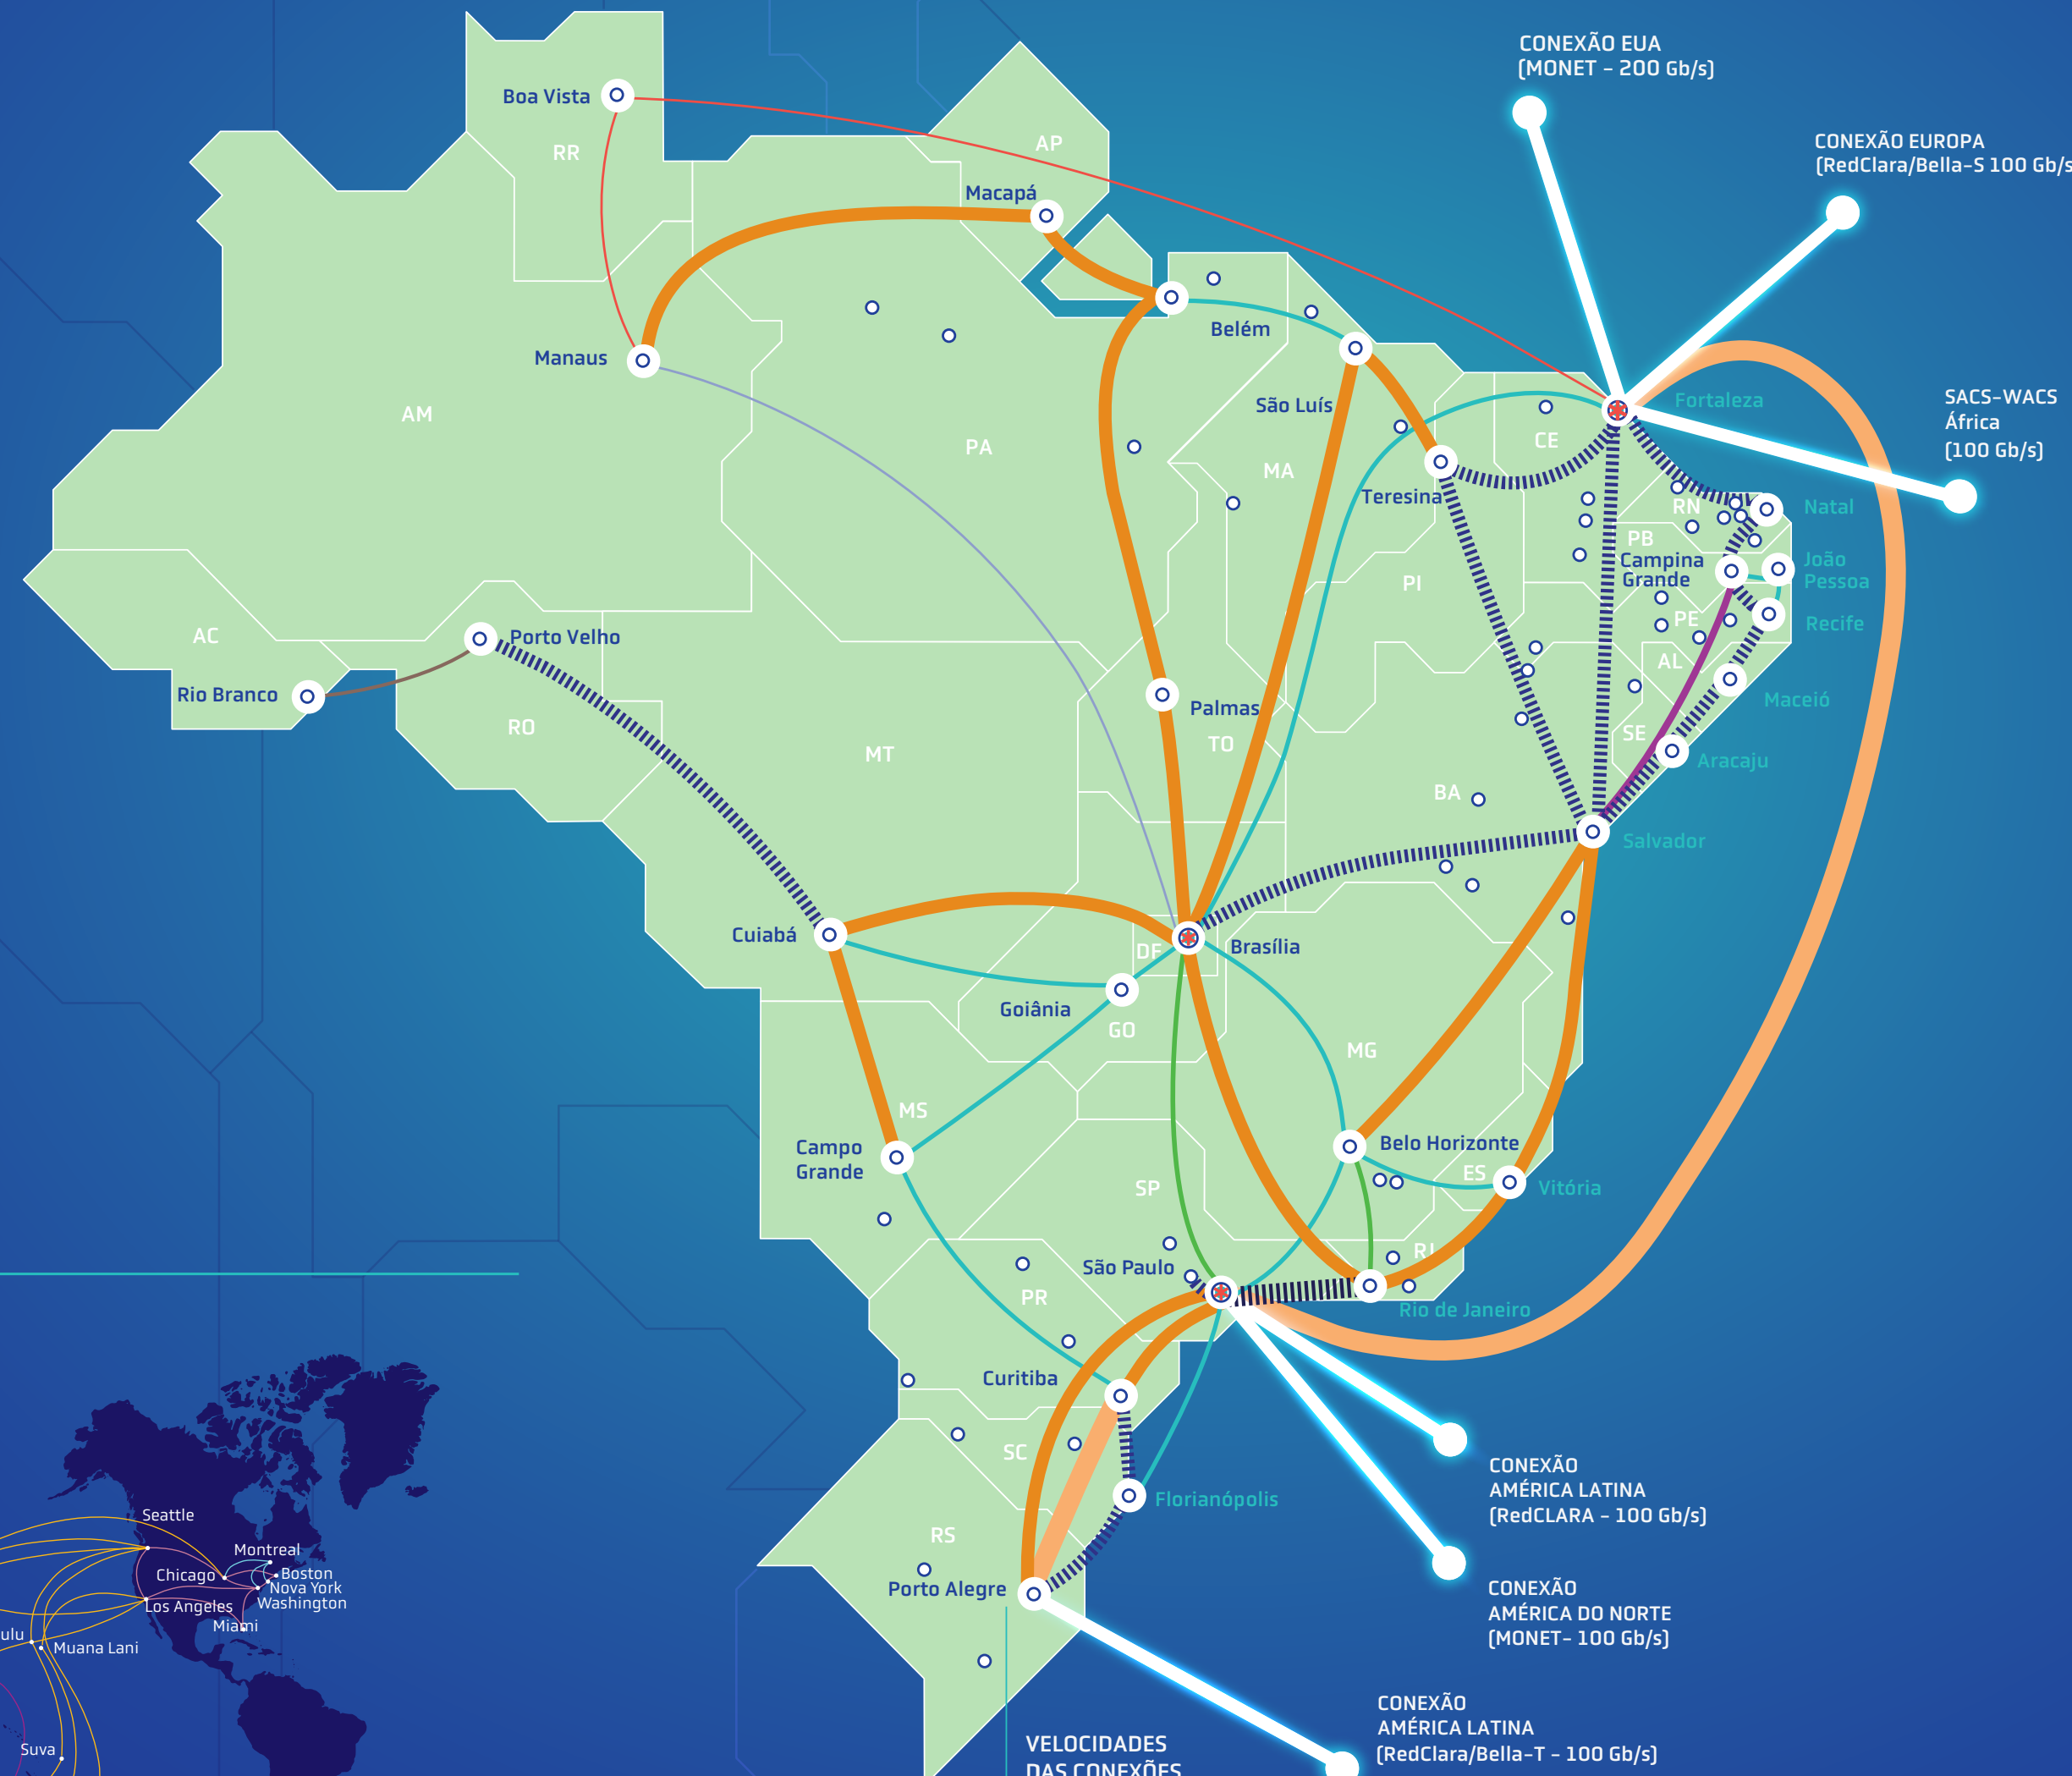 CONEXÃO EUA
(MONET - 200 Gb/s)
CONEXÃO EUROPA
(RedClara/Bella-S 100 Gb/s
SACS-WACS
África
(100 Gb/s)
Boa Vista
RR
AP
Macapá
Belém
Manaus
AM
PA
São Luís
MA
Fortaleza
CE
Teresina
RN
Natal
PB
Campina
Grande
João
Pessoa
PI
PE
Recife
AC
Porto Velho
AL
Rio Branco
Maceió
Palmas
RO
TO
SE
MT
Aracaju
BA
Salvador
Cuiabá
DF
Brasília
Goiânia
GO
MG
MS
Campo
Grande
Belo Horizonte
ES
Vitória
SP
São Paulo
RJ
PR
Rio de Janeiro
Curitiba
SC
Florianópolis
RS
Porto Alegre
CONEXÃO
AMÉRICA LATINA
(RedCLARA - 100 Gb/s)
CONEXÃO
AMÉRICA DO NORTE
(MONET- 100 Gb/s)
CONEXÃO
AMÉRICA LATINA
(RedClara/Bella-T - 100 Gb/s)
VELOCIDADES
DAS CONEXÕES
Seattle
Montreal
Chicago
Boston
Nova York
Washington
Los Angeles
Miami
ulu
Muana Lani
Suva